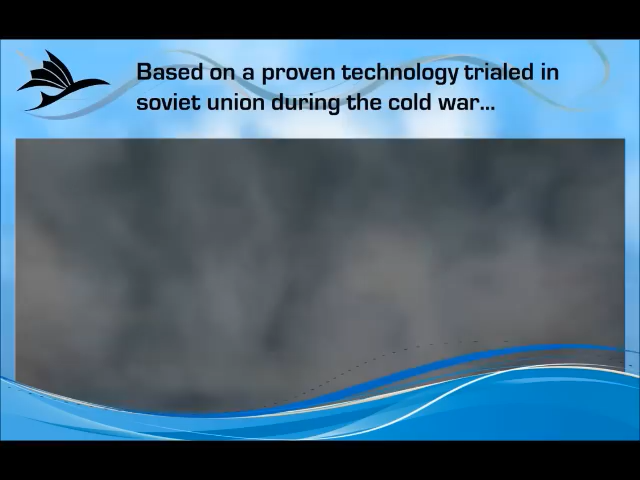 Based on a proven technology trialed in
soviet union during the cold war...